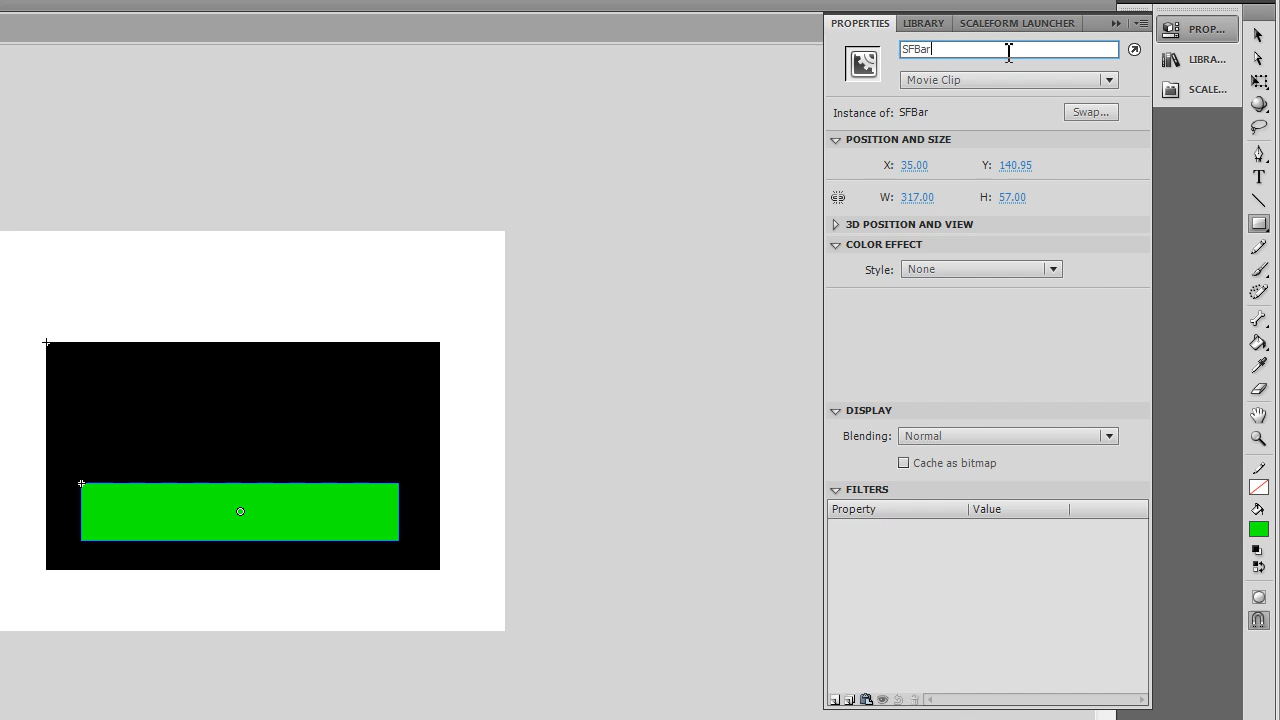 PROPERTIES LIBRARY SCALEFORM LAUNCHER
PROP...
SFBar
LIBRA...
Movie Clip
SCALE...
Instance of: SFBar Swap...
POSITION AND SIZE
X: 35.00 Y: 140.95
W: 317.00 H: 57.00
3D POSITION AND VIEW
COLOR EFFECT
Style: None
DISPLAY
Blending: Normal
Cache as bitmap
FILTERS
Property Value